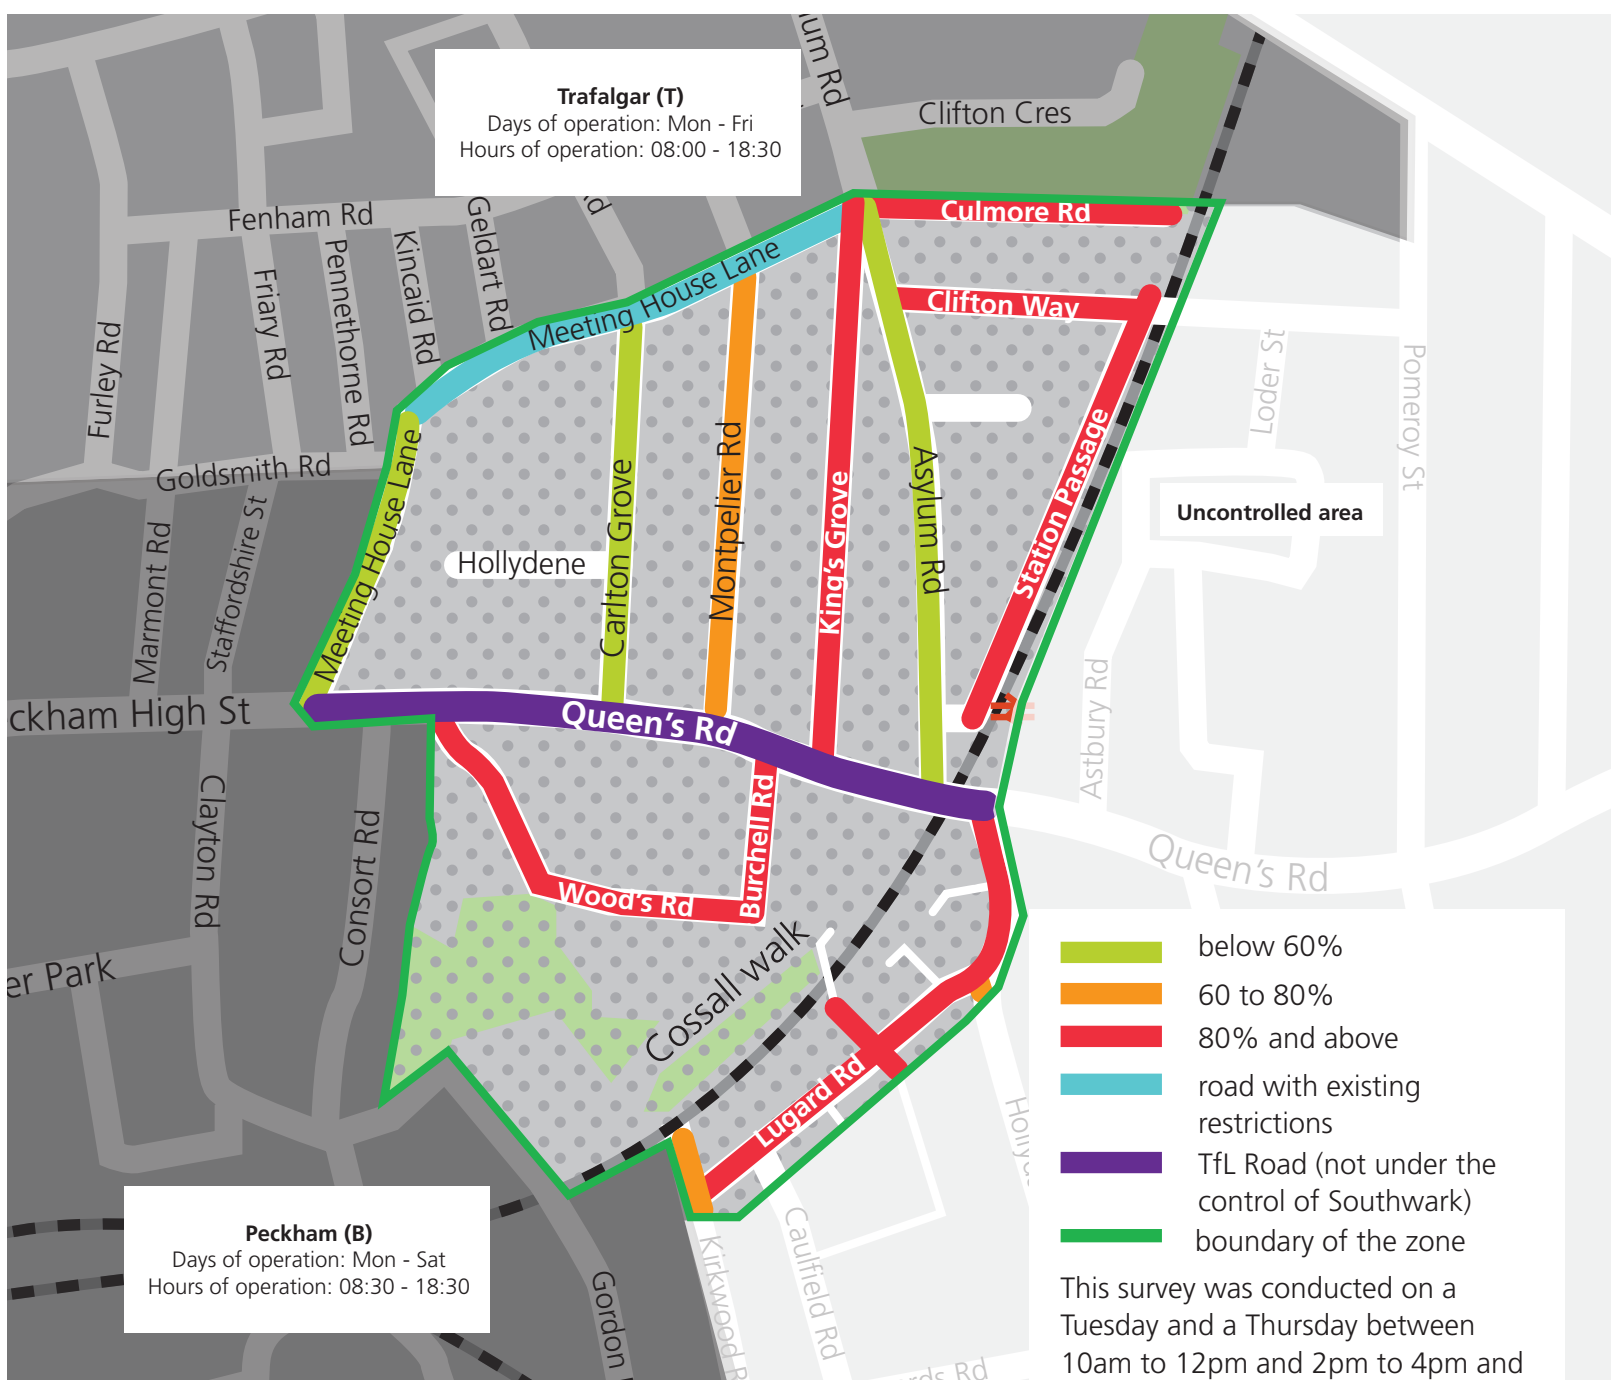 um Rd
Trafalgar (T)
Days of operation: Mon - Fri
Hours of operation: 08:00 - 18:30
Clifton Cres
Fenham Rd
Geldart Rd
Rd
Culmore Rd
Pennethorne Rd
Kincaid Rd
Friary Rd
Furley Rd
Meeting House Lane
Clifton Way
Loder St
Pomeroy St
Goldsmith Rd
Meeting House Lane
Carlton Grove
Montpelier Rd
King's Grove
Asylum Rd
Station Passage
Uncontrolled area
Marmont Rd
Staffordshire St
Hollydene
Astbury Rd
ckham High St
Queen's Rd
Clayton Rd
Consort Rd
Burchell Rd
Wood's Rd
Queen's Rd
er Park
Cossall walk
Lugard Rd
Hollyd
below 60%
60 to 80%
80% and above
road with existing
restrictions
TfL Road (not under the
control of Southwark)
boundary of the zone
This survey was conducted on a
Tuesday and a Thursday between
10am to 12pm and 2pm to 4pm and
Peckham (B)
Days of operation: Mon - Sat
Hours of operation: 08:30 - 18:30
Gordon
Kirkwood R
Caulfield Rd
rds Rd